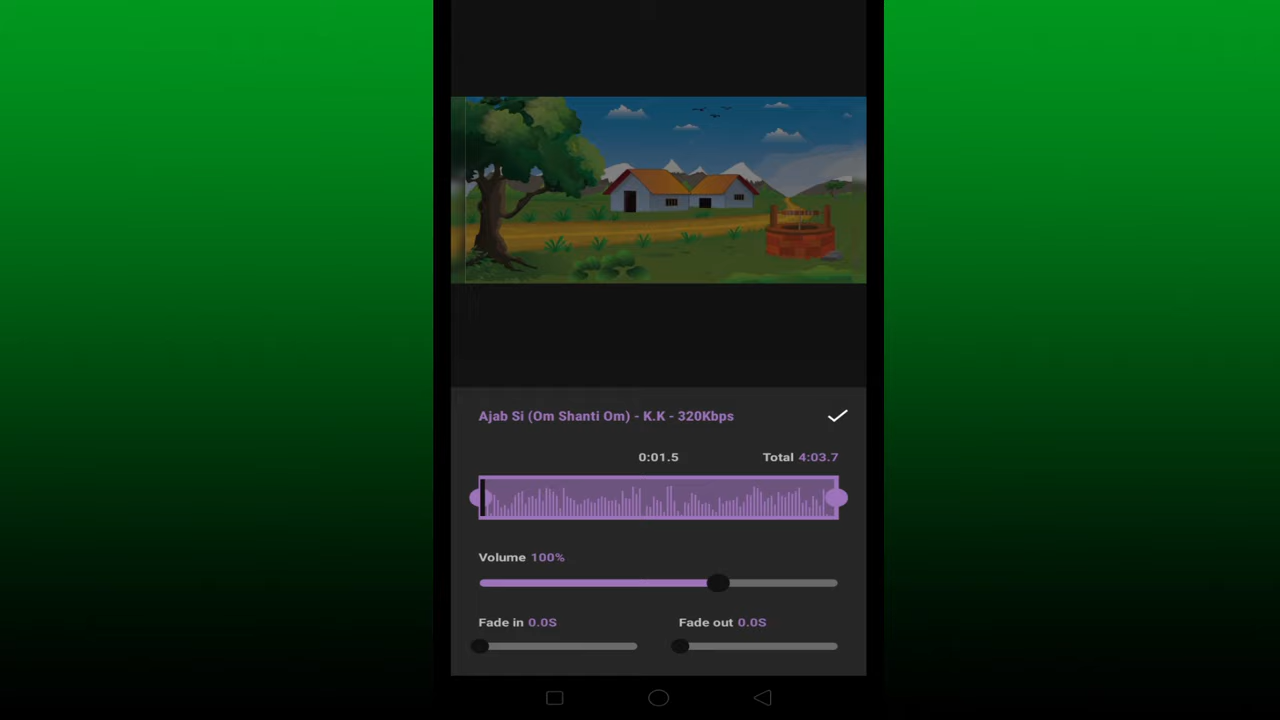 Ajab Si (Om Shanti Om) - K.K - 320Kbps
0:01.5 Total 4:03.7
Volume 100%
Fade in 0.0S Fade out 0.0S